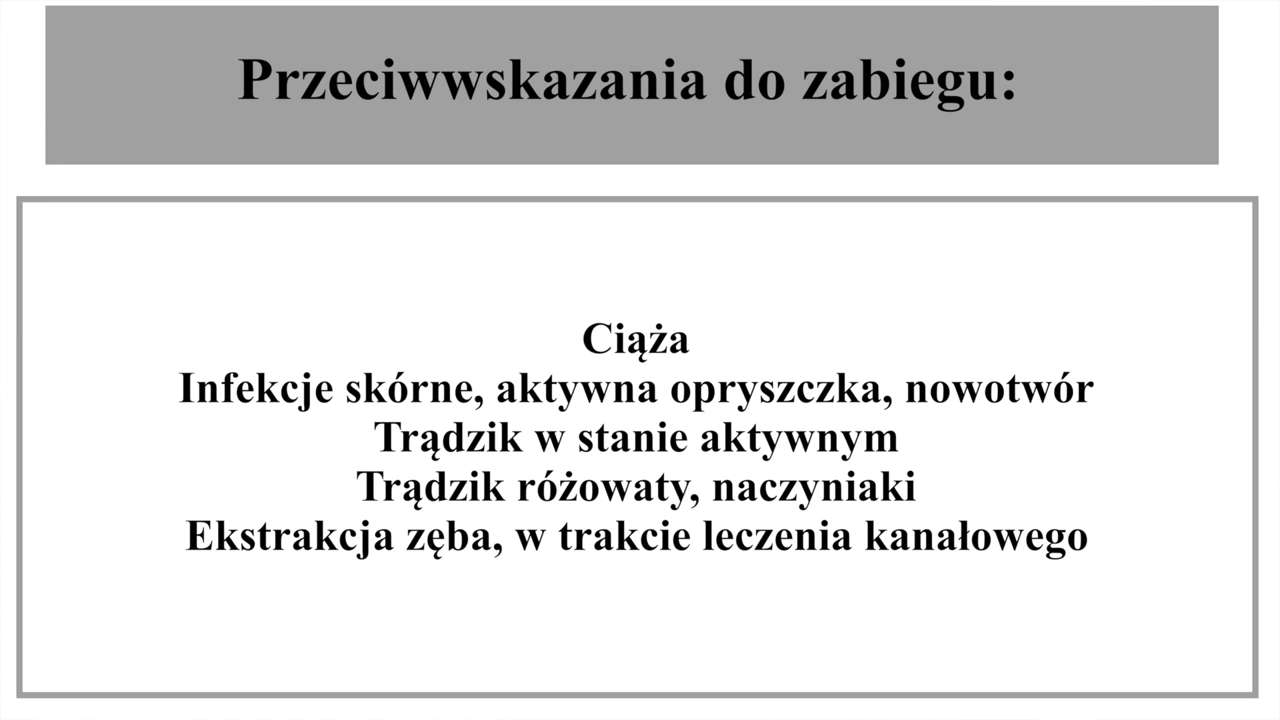 Przeciwwskazania do zabiegu:
Ciąża
Infekcje skórne, aktywna opryszczka, nowotwór
Trądzik w stanie aktywnym
Trądzik różowaty, naczyniaki
Ekstrakcja zęba, w trakcie leczenia kanałowego